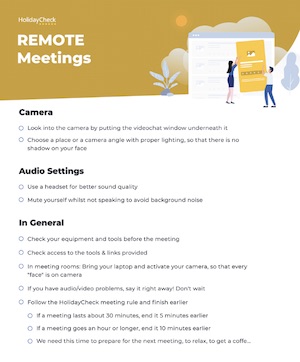 HolidayCheck
REMOTE
Meetings
Camera
Look into the camera by putting the videochat window underneath it
Choose a place or a camera angle with proper lighting, so that there is no
shadow on your face
Audio Settings
Use a headset for better sound quality
Mute yourself whilst not speaking to avoid background noise
In General
Check your equipment and tools before the meeting
Check access to the tools & links provided
In meeting rooms: Bring your laptop and activate your camera, so that every
"face" is on camera
If you have audio/video problems, say it right away! Don't wait
Follow the HolidayCheck meeting rule and finish earlier
If a meeting lasts about 30 minutes, end it 5 minutes earlier
If a meeting goes an hour or longer, end it 10 minutes earlier
We need this time to prepare for the next meeting, to relax, to get a coffe...